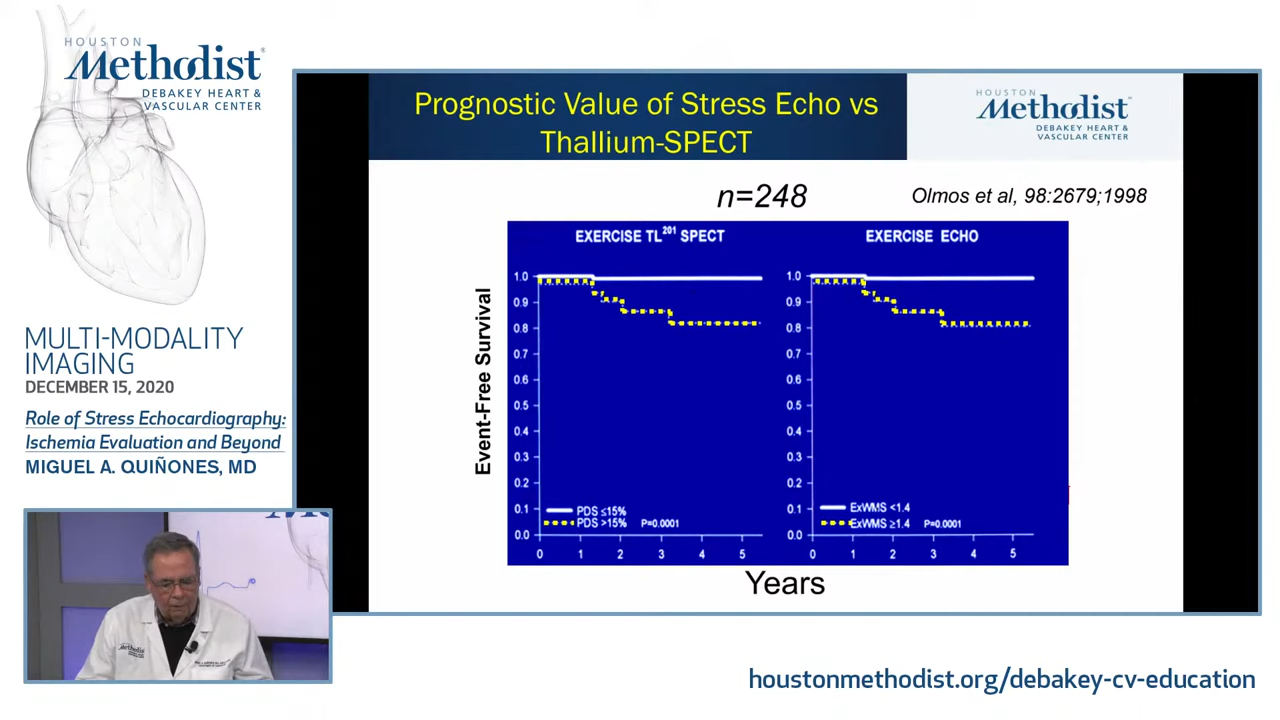 HOUSTON
Methodist
DEBAKEY HEART &
VASCULAR CENTER
MULTI-MODALITY
IMAGING
DECEMBER 15, 2020
Role of Stress Echocardiography:
Ischemia Evaluation and Beyond
MIGUEL A. QUIÑONES, MD
Prognostic Value of Stress Echo vs
Thallium-SPECT
HOUSTON
Methodist
DEBAKEY HEART &
VASCULAR CENTER
n=248
Olmos et al, 98:2679;1998
Event-Free Survival
EXERCISE TL201 SPECT
1.0
0.9
0.8
0.7
0.6
0.5
0.4
0.3
0.2
0.1
0.0
PDS ≤15%
PDS >15% P=0.0001
0 1 2 3 4 5
EXERCISE ECHO
1.0
0.9
0.8
0.7
0.6
0.5
0.4
0.3
0.2
0.1
0.0
ExWMS <1.4
ExWMS ≥1.4 P=0.0001
0 1 2 3 4 5
Years
Methodist
houstonmethodist.org/debakey-cv-education